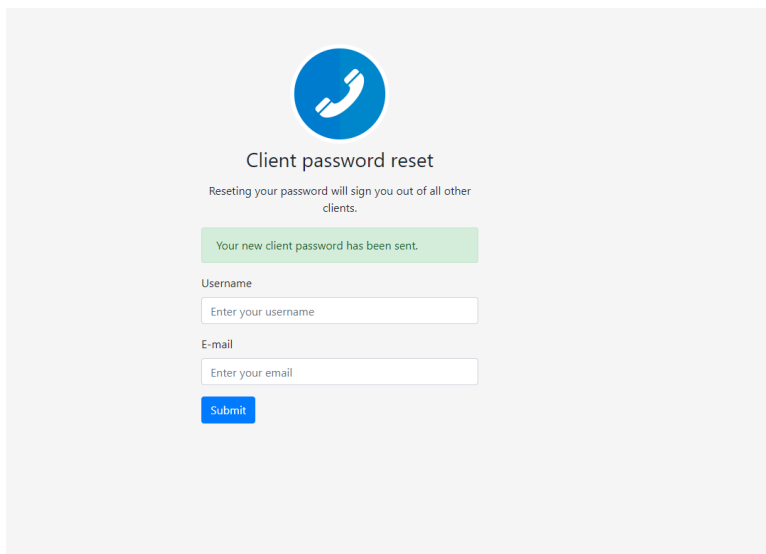 Client password reset
Reseting your password will sign you out of all other
clients.
Your new client password has been sent.
Username
Enter your username
E-mail
Enter your email
Submit